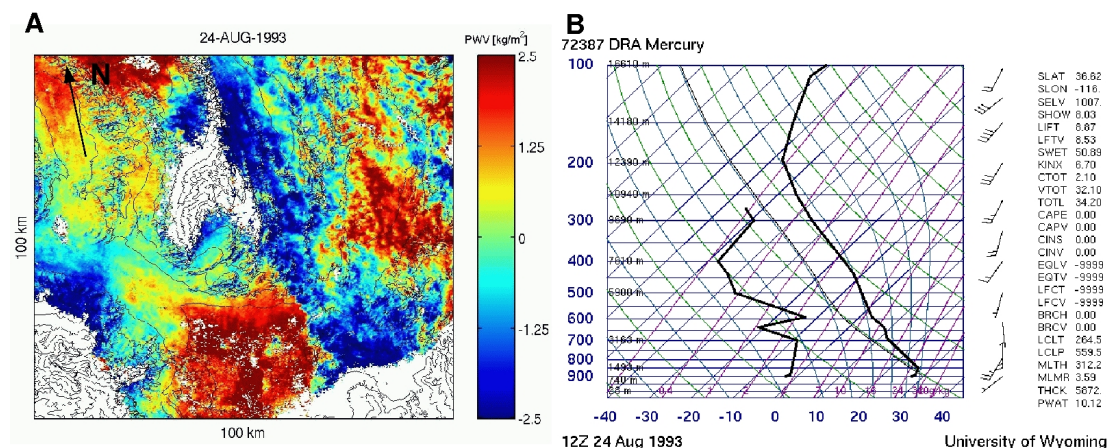 A
24-AUG-1993
PWV [kg/m²]
N
2.5
1.25
0
-1.25
-2.5
100 km
100 km
B
72387 DRA Mercury
100
200
300
400
500
600
700
800
900
16610 m
14180 m
12390 m
10940 m
9690 m
7610 m
5900 m
3163 m
1493 m
740 m
-40 -30 -20 -10 0 10 20 30 40
12Z 24 Aug 1993
University of Wyoming
SLAT 36.62
SLON -116.
SELV 1007.
SHOW 8.03
LIFT 8.87
LFTV 8.53
SWET 50.89
KINX 6.70
CTOT 2.10
VTOT 32.10
TOTL 34.20
CAPE 0.00
CAPV 0.00
CINS 0.00
CINV 0.00
EQLV -9999
EQTV -9999
LFCT -9999
LFCV -9999
BRCH 0.00
BRCV 0.00
LCLT 264.5
LCLP 559.5
MLTH 312.2
MLMR 3.59
THCK 5872.
PWAT 10.12